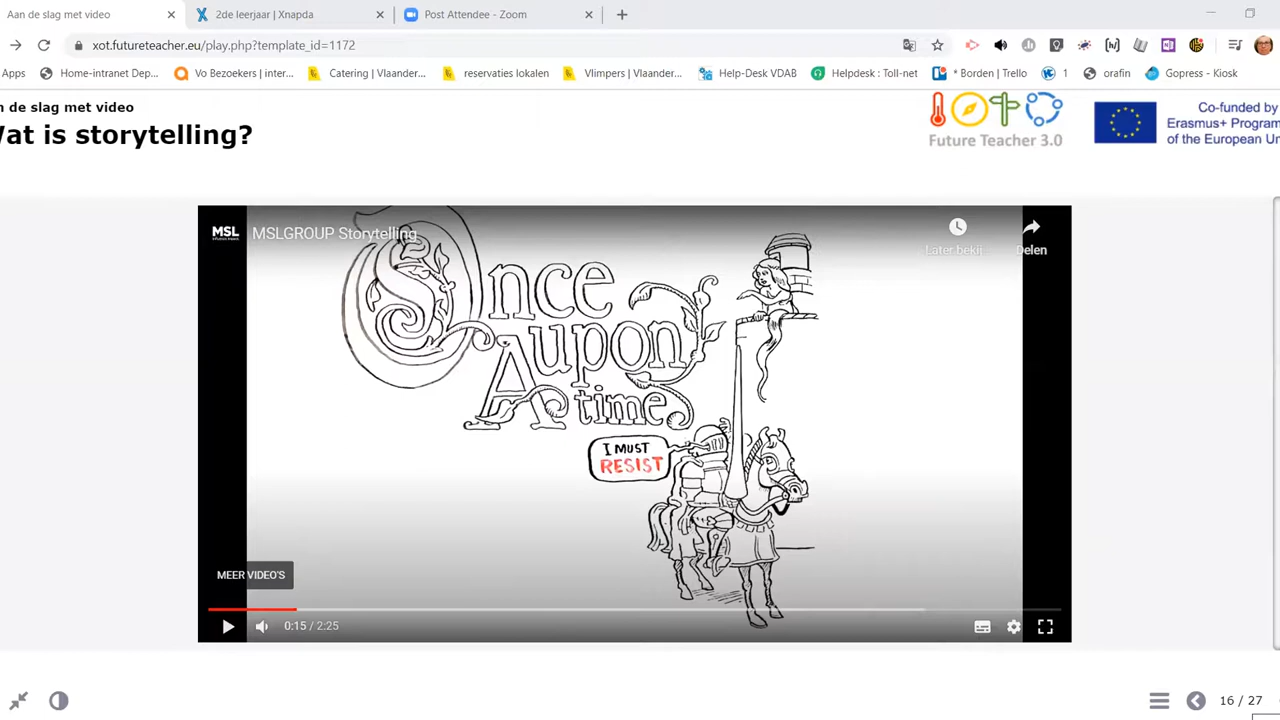 Aan de slag met video
2de leerjaar | Xnapda
Post Attendee - Zoom
xot.futureteacher.eu/play.php?template_id=1172
Apps
Home-intranet Dep...
Vo Bezoekers | inter...
Catering | Vlaander...
reservaties lokalen
Vlimpers | Vlaander...
Help-Desk VDAB
Helpdesk : Toll-net
* Borden | Trello
1
orafin
Gopress - Kiosk
n de slag met video
Wat is storytelling?
Future Teacher 3.0
Co-funded by
Erasmus+ Program
of the European Un
MSL
MSLGROUP Storytelling
Later bekij
Delen
Once
Aupon
A time
I MUST
RESIST
MEER VIDEO'S
0:15 / 2:25
16 / 27